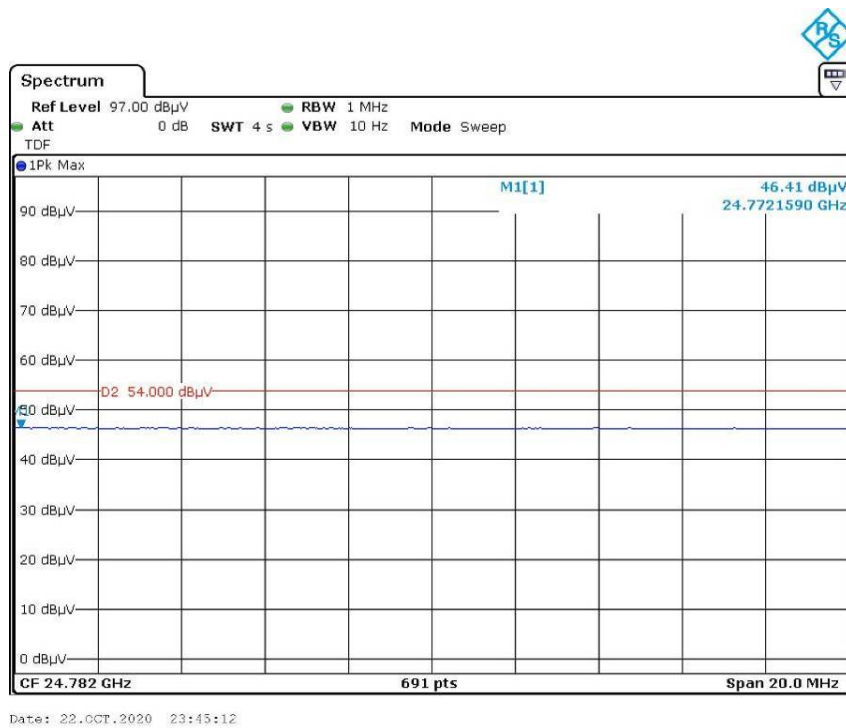 R&S
Spectrum
Ref Level 97.00 dBµV RBW 1 MHz
Att 0 dB SWT 4 s VBW 10 Hz Mode Sweep
TDF
1Pk Max
M1[1] 46.41 dBµV
24.7721590 GHz
90 dBµV
80 dBµV
70 dBµV
60 dBµV
D2 54.000 dBµV
50 dBµV
40 dBµV
30 dBµV
20 dBµV
10 dBµV
0 dBµV
CF 24.782 GHz 691 pts Span 20.0 MHz
Date: 22.OCT.2020 23:45:12